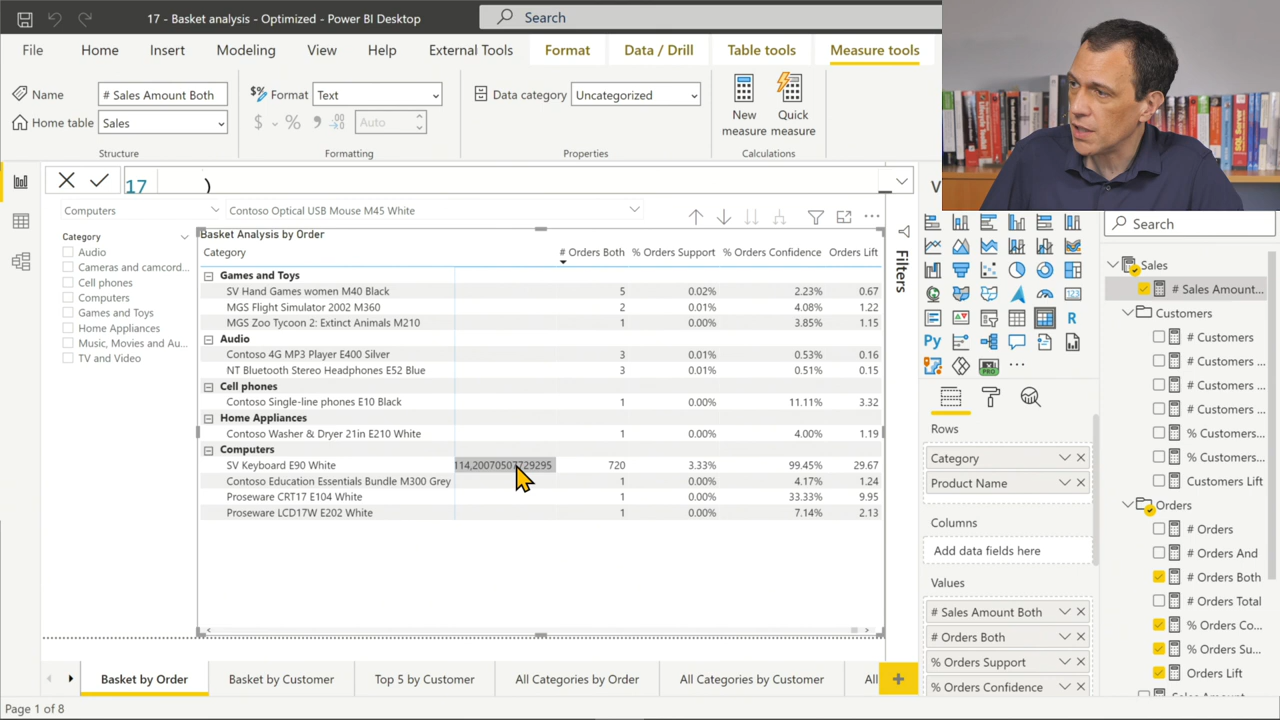 17 - Basket analysis - Optimized - Power BI Desktop
Search
File Home Insert Modeling View Help External Tools Format Data / Drill Table tools Measure tools
Name # Sales Amount Both
Home table Sales
Structure
Format Text
$ % Auto
Formatting
Data category Uncategorized
Properties
New measure
Quick measure
Calculations
17 )
Computers
Contoso Optical USB Mouse M45 White
Category
Audio
Cameras and camcord...
Cell phones
Computers
Games and Toys
Home Appliances
Music, Movies and Au...
TV and Video
Basket Analysis by Order
Category # Orders Both % Orders Support % Orders Confidence Orders Lift
Games and Toys
SV Hand Games women M40 Black 5 0.02% 2.23% 0.67
MGS Flight Simulator 2002 M360 2 0.01% 4.08% 1.22
MGS Zoo Tycoon 2: Extinct Animals M210 1 0.00% 3.85% 1.15
Audio
Contoso 4G MP3 Player E400 Silver 3 0.01% 0.53% 0.16
NT Bluetooth Stereo Headphones E52 Blue 3 0.01% 0.51% 0.15
Cell phones
Contoso Single-line phones E10 Black 1 0.00% 11.11% 3.32
Home Appliances
Contoso Washer & Dryer 21in E210 White 1 0.00% 4.00% 1.19
Computers
SV Keyboard E90 White 720 3.33% 99.45% 29.67
Contoso Education Essentials Bundle M300 Grey 1 0.00% 4.17% 1.24
Proseware CRT17 E104 White 1 0.00% 33.33% 9.95
Proseware LCD17W E202 White 1 0.00% 7.14% 2.13
Filters
Py
R
PRO
123
Rows
Category
Product Name
Columns
Add data fields here
Values
# Sales Amount Both
# Orders Both
% Orders Support
% Orders Confidence
Search
Sales
# Sales Amount...
Customers
# Customers
# Customers ...
# Customers ...
# Customers ...
% Customers ...
% Customers...
Customers Lift
Orders
# Orders
# Orders And
# Orders Both
# Orders Total
% Orders Co...
% Orders Su...
Orders Lift
Basket by Order
Basket by Customer
Top 5 by Customer
All Categories by Order
All Categories by Customer
All
+
Page 1 of 8